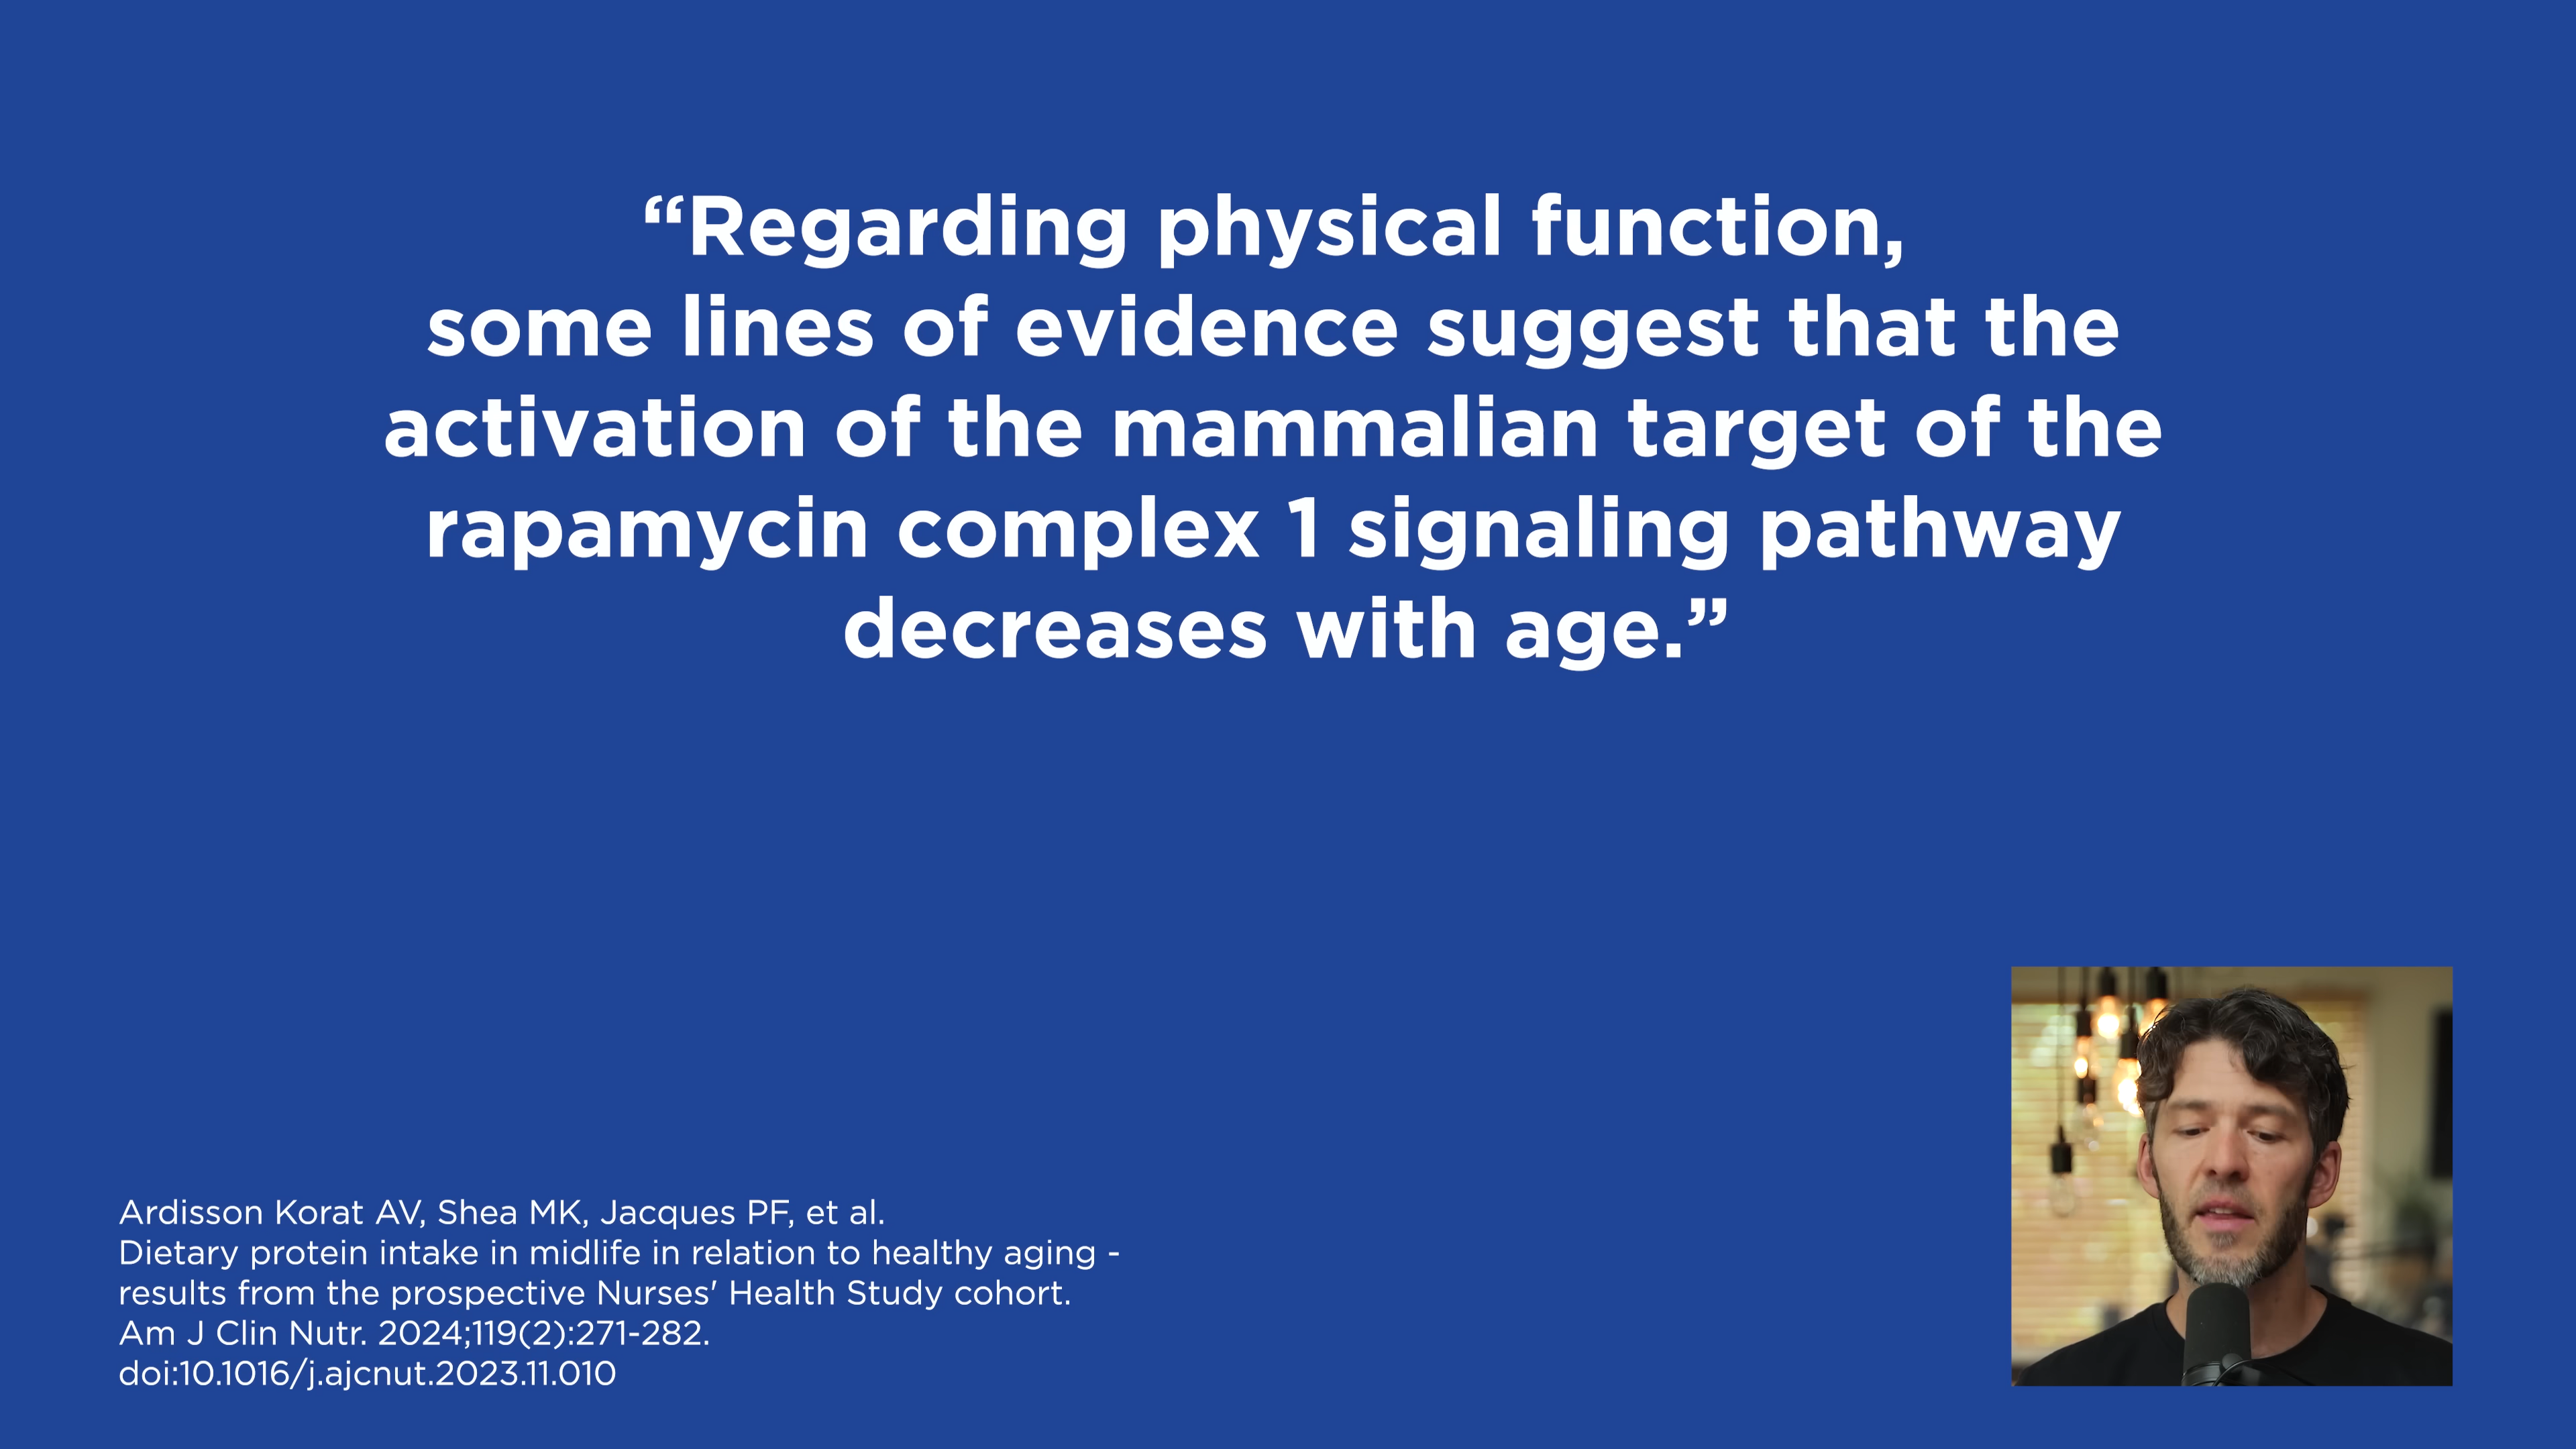 “Regarding physical function,
some lines of evidence suggest that the
activation of the mammalian target of the
rapamycin complex 1 signaling pathway
decreases with age.”
Ardisson Korat AV, Shea MK, Jacques PF, et al.
Dietary protein intake in midlife in relation to healthy aging -
results from the prospective Nurses' Health Study cohort.
Am J Clin Nutr. 2024;119(2):271-282.
doi:10.1016/j.ajcnut.2023.11.010